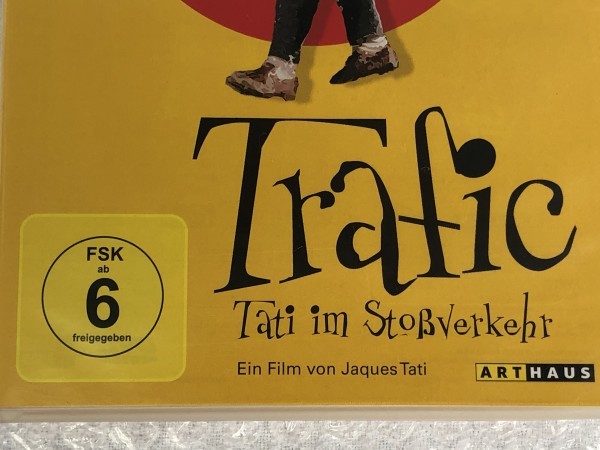 Trafic
Tati im Stoßverkehr
Ein Film von Jaques Tati
FSK
ab
6
freigegeben
ARTHAUS